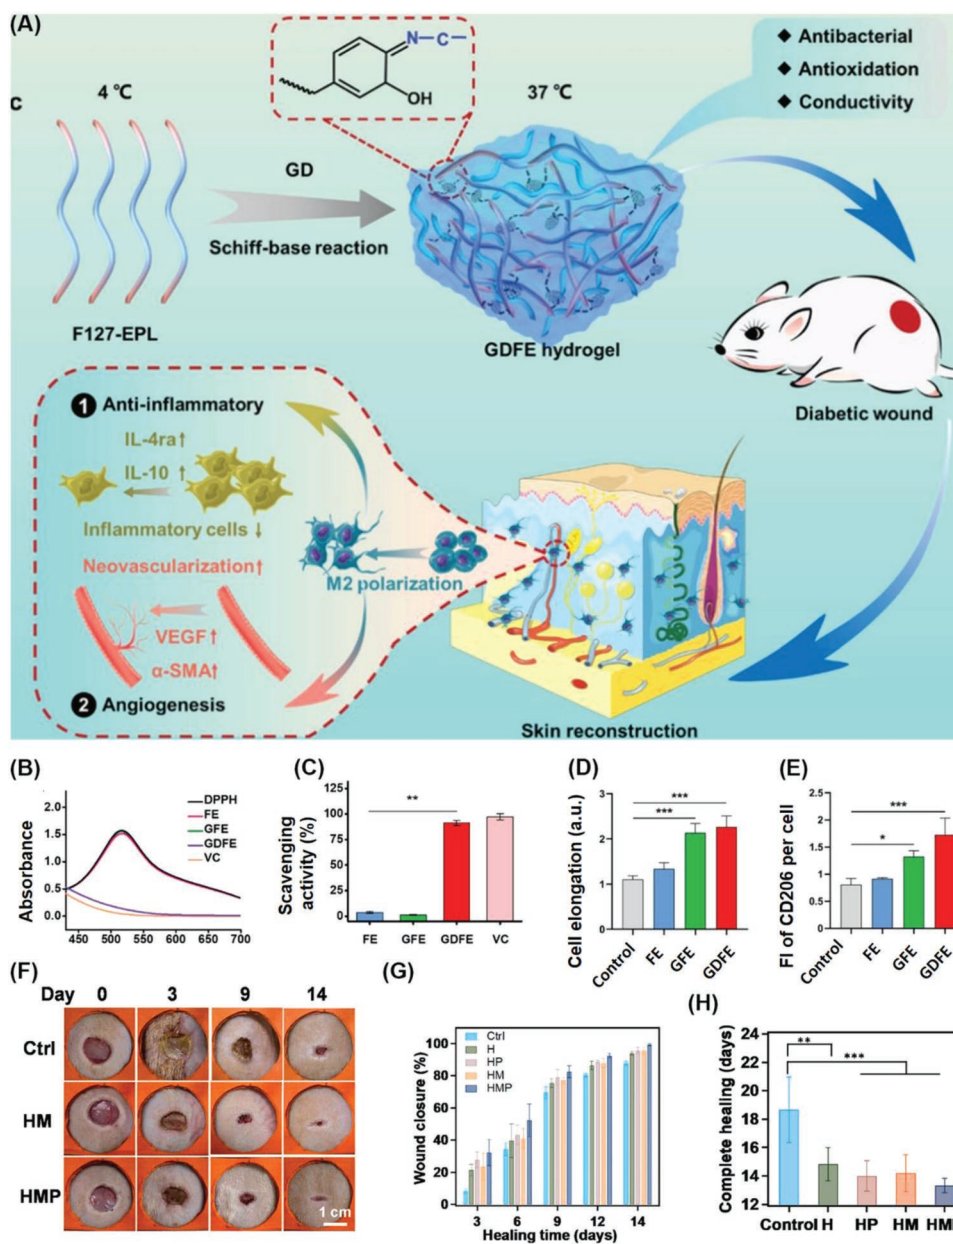 (A)
N–C–
OH
◆ Antibacterial
◆ Antioxidation
◆ Conductivity
C
4 ℃
37 ℃
GD
Schiff-base reaction
F127-EPL
GDFE hydrogel
Diabetic wound
1 Anti-inflammatory
IL-4ra↑
IL-10 ↑
Inflammatory cells ↓
M2 polarization
Neovascularization↑
VEGF↑
α-SMA↑
2 Angiogenesis
Skin reconstruction
(B)
Absorbance
2.0
1.5
1.0
0.5
0.0
450 500 550 600 650 700
DPPH
FE
GFE
GDFE
VC
(C)
Scavenging
activity (%)
125
100
75
50
25
0
**
FE GFE GDFE VC
(D)
Cell elongation (a.u.)
3
2
1
0
***
***
Control FE GFE GDFE
(E)
FI of CD206 per cell
2.5
2
1.5
1
0.5
0
***
*
Control FE GFE GDFE
(F)
Day 0 3 9 14
Ctrl
HM
HMP
1 cm
(G)
Wound closure (%)
100
80
60
40
20
0
Ctrl
H
HP
HM
HMP
3 6 9 12 14
Healing time (days)
(H)
Complete healing (days)
24
22
20
18
16
14
12
**
***
Control H HP HM HM